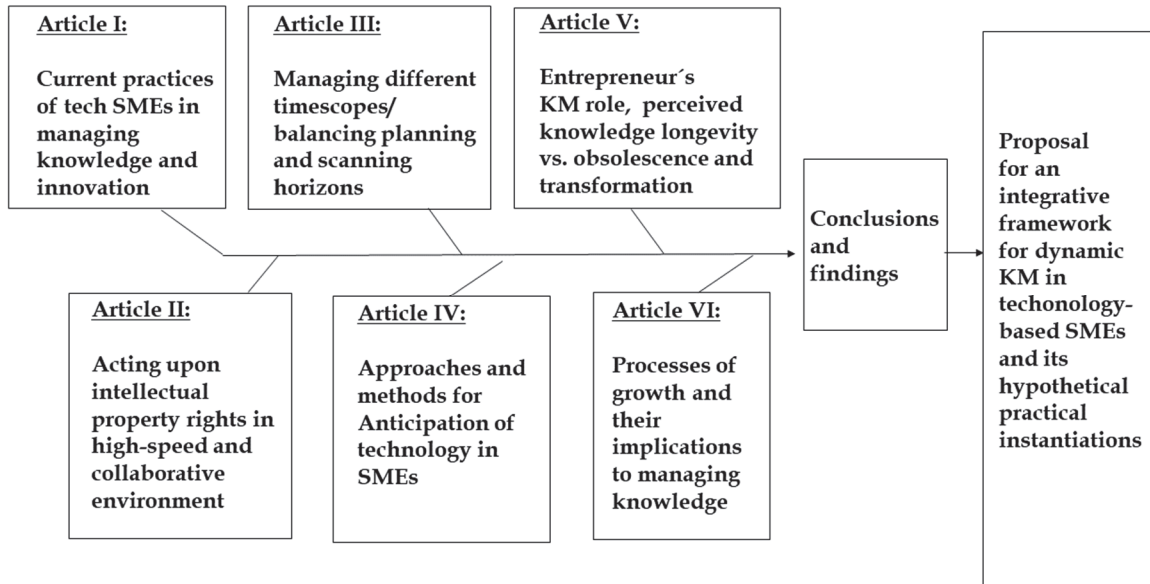 Article I:
Current practices
of tech SMEs in
managing
knowledge and
innovation
Article III:
Managing different
timescopes/
balancing planning
and scanning
horizons
Article V:
Entrepreneur´s
KM role, perceived
knowledge longevity
vs. obsolescence and
transformation
Article II:
Acting upon
intellectual
property rights in
high-speed and
collaborative
environment
Article IV:
Approaches and
methods for
Anticipation of
technology in
SMEs
Article VI:
Processes of
growth and
their
implications
to managing
knowledge
Conclusions
and
findings
Proposal
for an
integrative
framework
for dynamic
KM in
techonology-
based SMEs
and its
hypothetical
practical
instantiations